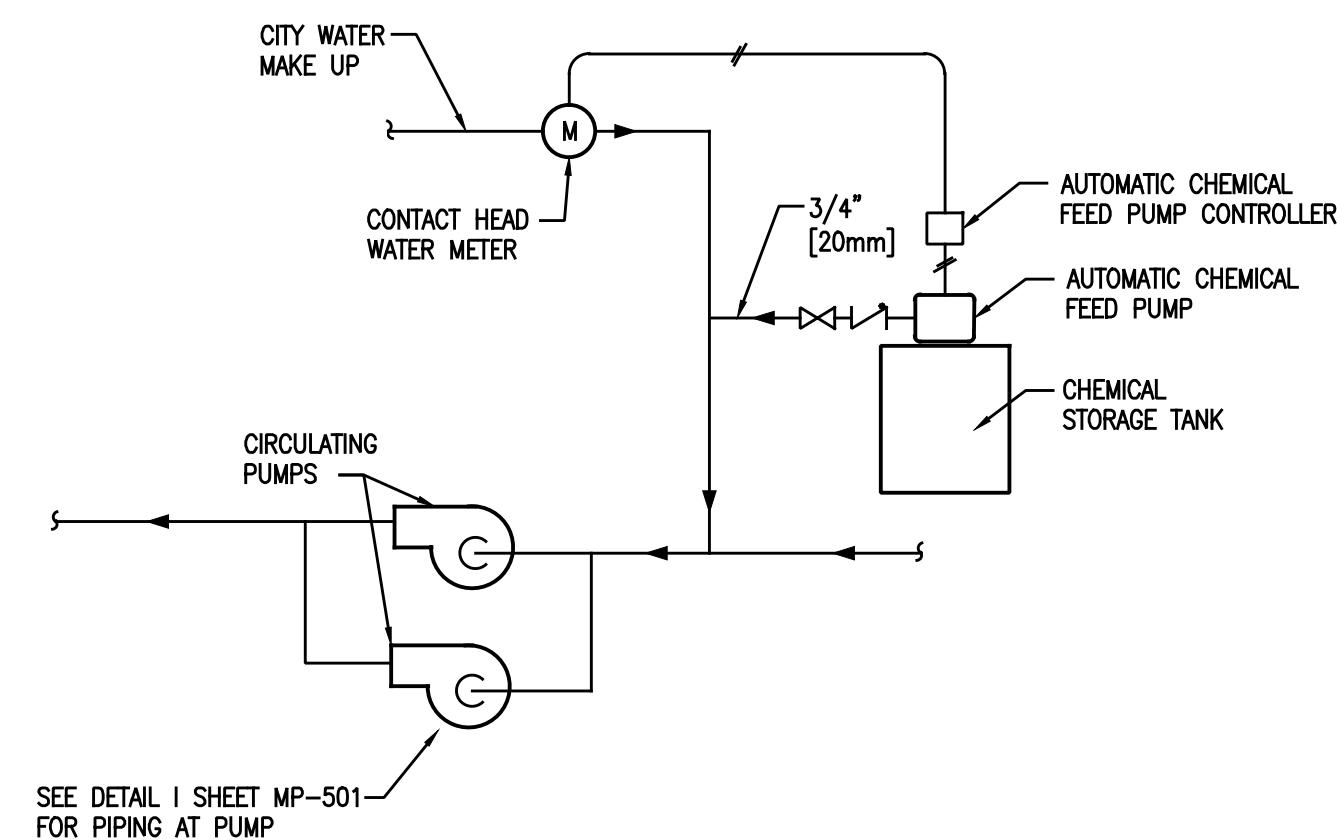 CITY WATER
MAKE UP
M
CONTACT HEAD
WATER METER
3/4"
[20mm]
AUTOMATIC CHEMICAL
FEED PUMP CONTROLLER
AUTOMATIC CHEMICAL
FEED PUMP
CHEMICAL
STORAGE TANK
CIRCULATING
PUMPS
SEE DETAIL 1 SHEET MP-501
FOR PIPING AT PUMP